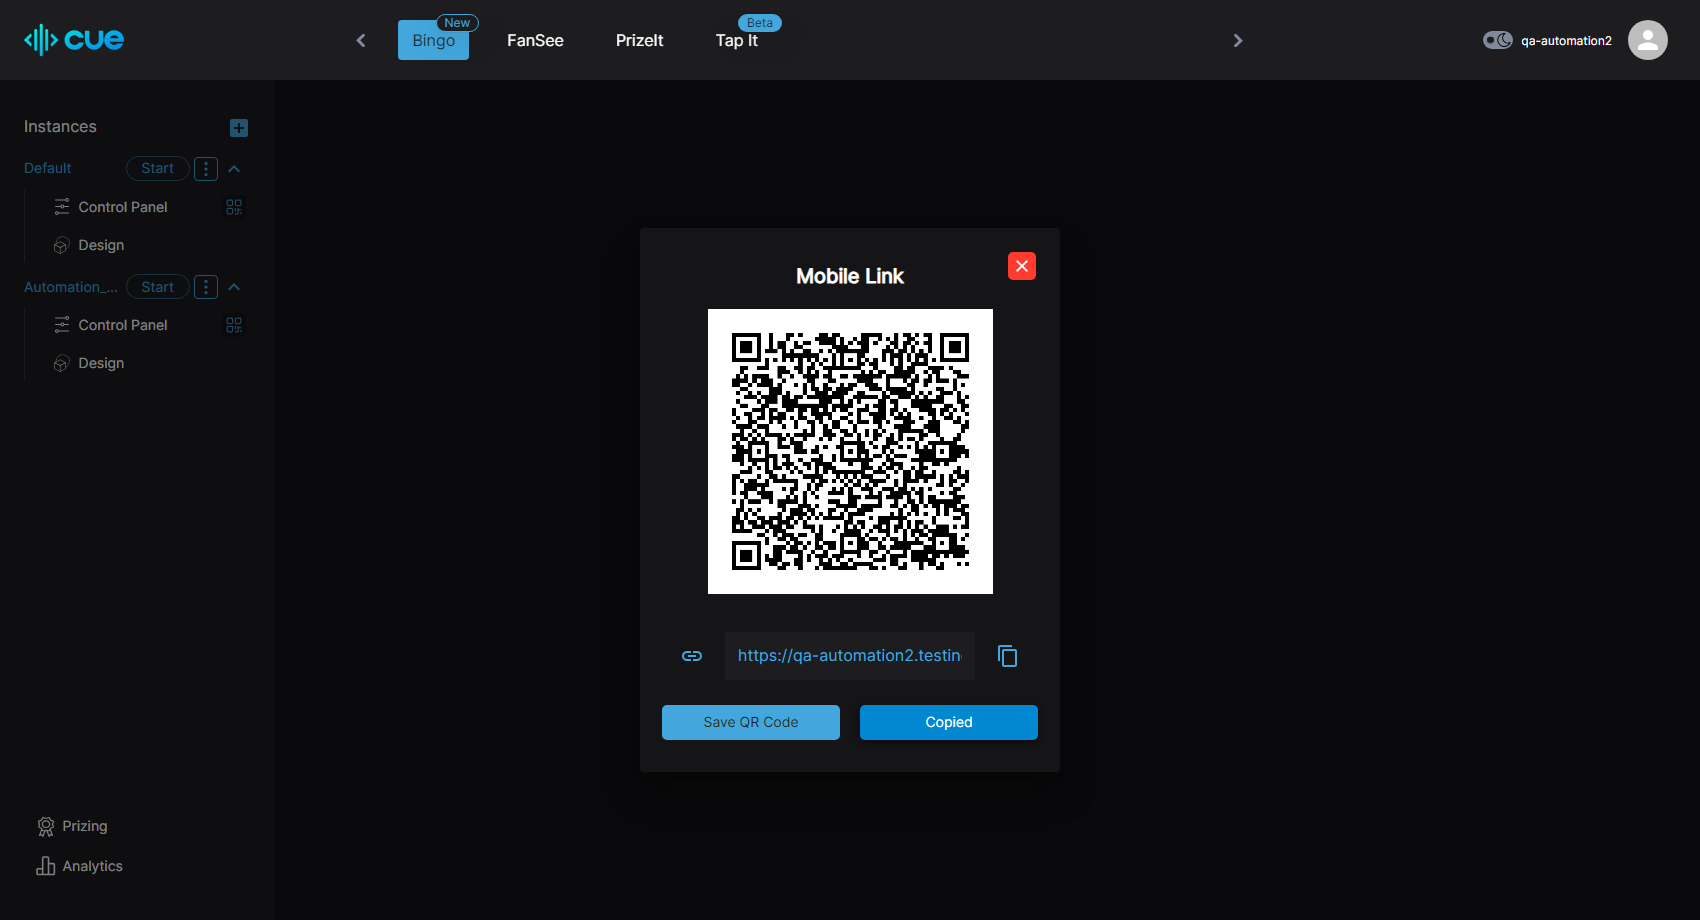 cue
Bingo
New
FanSee
PrizeIt
Tap It
Beta
qa-automation2
Instances
Default
Start
Control Panel
Design
Automation_...
Start
Control Panel
Design
Prizing
Analytics
Mobile Link
https://qa-automation2.testin
Save QR Code
Copied